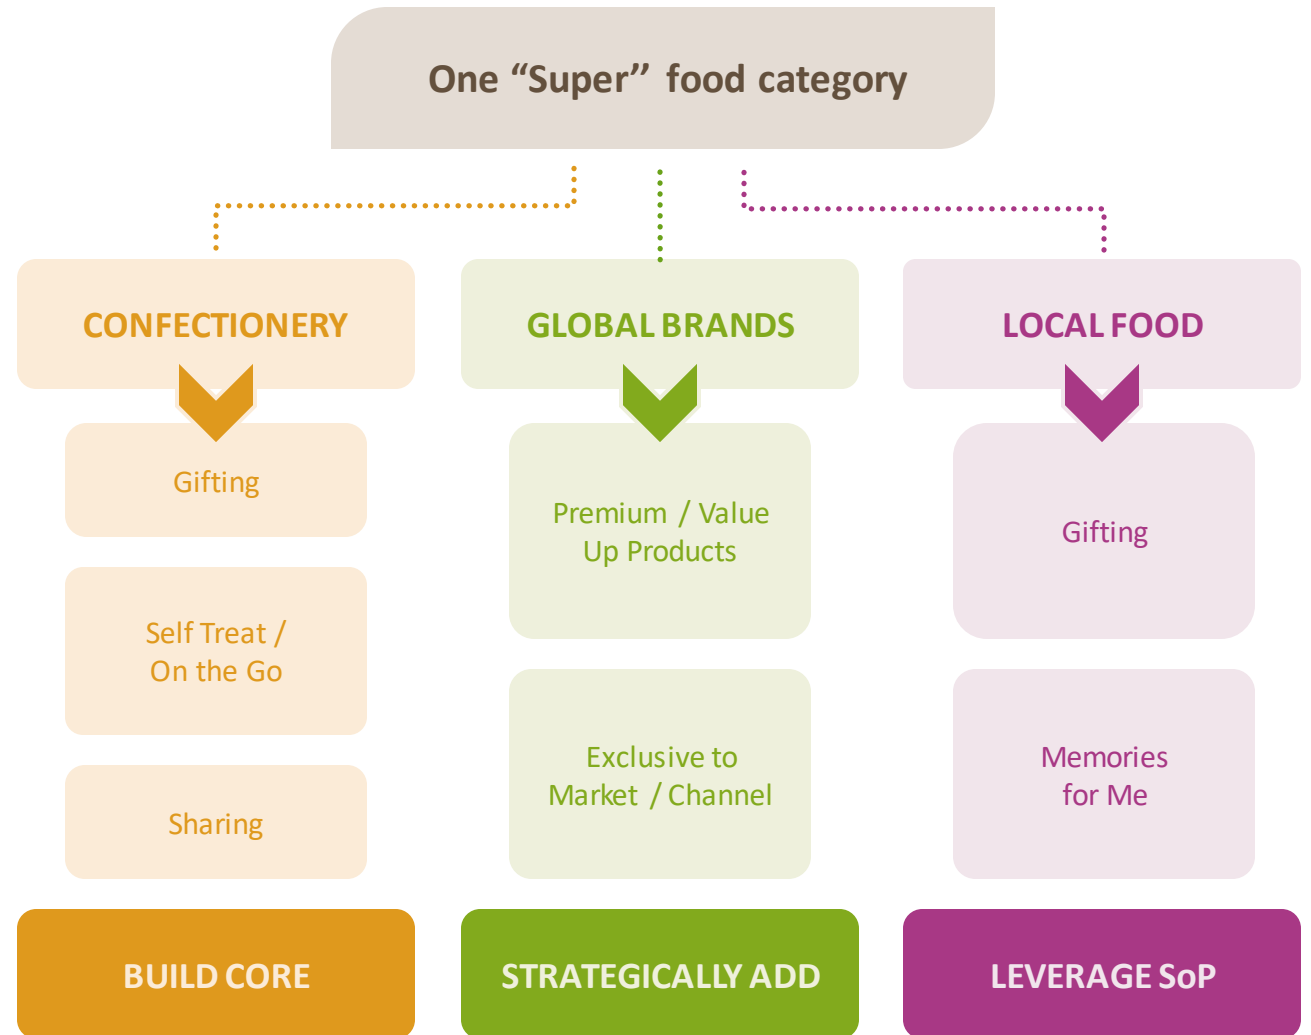 One “Super’’ food category
CONFECTIONERY
Gifting
Self Treat /
On the Go
Sharing
BUILD CORE
GLOBAL BRANDS
Premium / Value
Up Products
Exclusive to
Market / Channel
STRATEGICALLY ADD
LOCAL FOOD
Gifting
Memories
for Me
LEVERAGE SoP